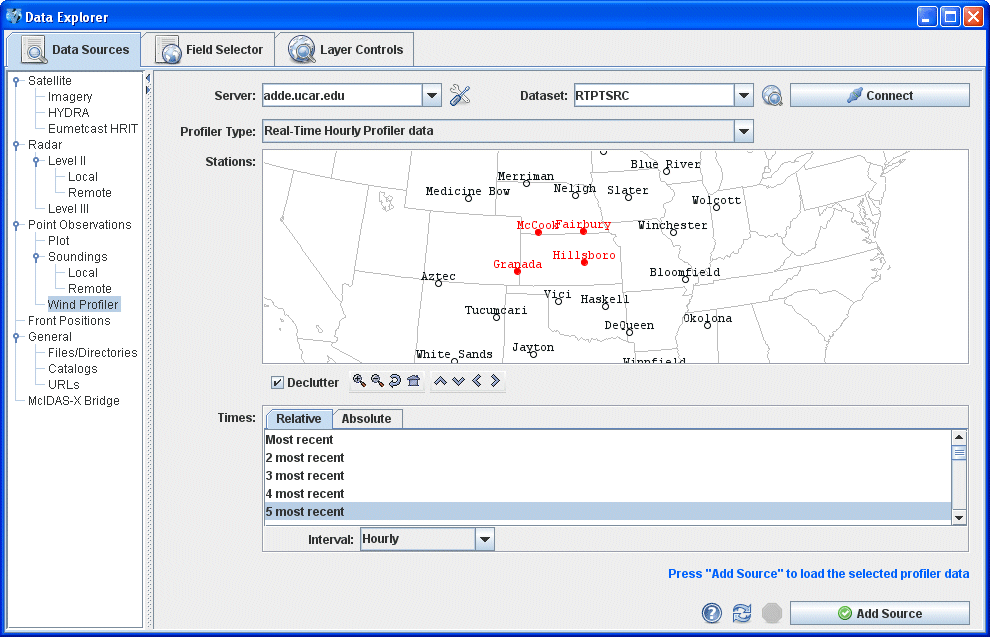 Data Explorer
Data Sources
Field Selector
Layer Controls
Satellite
Imagery
HYDRA
Eumetcast HRIT
Radar
Level II
Local
Remote
Level III
Point Observations
Plot
Soundings
Local
Remote
Wind Profiler
Front Positions
General
Files/Directories
Catalogs
URLs
McIDAS-X Bridge
Server: adde.ucar.edu
Dataset: RTPTSRC
Connect
Profiler Type: Real-Time Hourly Profiler data
Stations:
Blue River
Merriman
Medicine Bow
Neligh
Slater
Wolcott
McCook
Fairbury
Winchester
Hillsboro
Granada
Bloomfield
Aztec
Vici
Haskell
Tucumcari
DeQueen
Okolona
Jayton
White Sands
Winnfield
Declutter
Times:
Relative
Absolute
Most recent
2 most recent
3 most recent
4 most recent
5 most recent
Interval: Hourly
Press "Add Source" to load the selected profiler data
Add Source